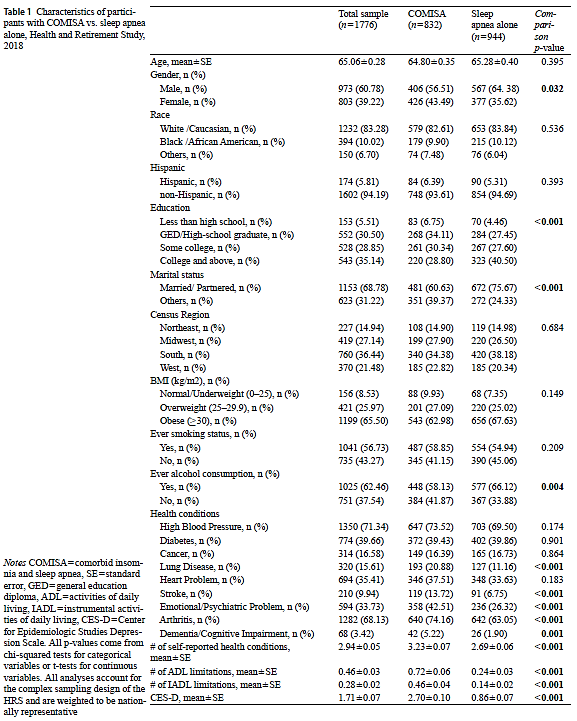 Table 1 Characteristics of partici-
pants with COMISA vs. sleep apnea
alone, Health and Retirement Study,
2018
Total sample (n=1776) COMISA (n=832) Sleep apnea alone (n=944) Com-pari-son p-value
Age, mean±SE 65.06±0.28 64.80±0.35 65.28±0.40 0.395
Gender, n (%)
Male, n (%) 973 (60.78) 406 (56.51) 567 (64. 38) 0.032
Female, n (%) 803 (39.22) 426 (43.49) 377 (35.62)
Race
White /Caucasian, n (%) 1232 (83.28) 579 (82.61) 653 (83.84) 0.536
Black /African American, n (%) 394 (10.02) 179 (9.90) 215 (10.12)
Others, n (%) 150 (6.70) 74 (7.48) 76 (6.04)
Hispanic
Hispanic, n (%) 174 (5.81) 84 (6.39) 90 (5.31) 0.393
non-Hispanic, n (%) 1602 (94.19) 748 (93.61) 854 (94.69)
Education
Less than high school, n (%) 153 (5.51) 83 (6.75) 70 (4.46) <0.001
GED/High-school graduate, n (%) 552 (30.50) 268 (34.11) 284 (27.45)
Some college, n (%) 528 (28.85) 261 (30.34) 267 (27.60)
College and above, n (%) 543 (35.14) 220 (28.80) 323 (40.50)
Marital status
Married/ Partnered, n (%) 1153 (68.78) 481 (60.63) 672 (75.67) <0.001
Others, n (%) 623 (31.22) 351 (39.37) 272 (24.33)
Census Region
Northeast, n (%) 227 (14.94) 108 (14.90) 119 (14.98) 0.684
Midwest, n (%) 419 (27.14) 199 (27.90) 220 (26.50)
South, n (%) 760 (36.44) 340 (34.38) 420 (38.18)
West, n (%) 370 (21.48) 185 (22.82) 185 (20.34)
BMI (kg/m2), n (%)
Normal/Underweight (0–25), n (%) 156 (8.53) 88 (9.93) 68 (7.35) 0.149
Overweight (25–29.9), n (%) 421 (25.97) 201 (27.09) 220 (25.02)
Obese (≥30), n (%) 1199 (65.50) 543 (62.98) 656 (67.63)
Ever smoking status, n (%)
Yes, n (%) 1041 (56.73) 487 (58.85) 554 (54.94) 0.209
No, n (%) 735 (43.27) 345 (41.15) 390 (45.06)
Ever alcohol consumption, n (%)
Yes, n (%) 1025 (62.46) 448 (58.13) 577 (66.12) 0.004
No, n (%) 751 (37.54) 384 (41.87) 367 (33.88)
Health conditions
High Blood Pressure, n (%) 1350 (71.34) 647 (73.52) 703 (69.50) 0.174
Diabetes, n (%) 774 (39.66) 372 (39.43) 402 (39.86) 0.901
Cancer, n (%) 314 (16.58) 149 (16.39) 165 (16.73) 0.864
Lung Disease, n (%) 320 (15.61) 193 (20.88) 127 (11.16) <0.001
Heart Problem, n (%) 694 (35.41) 346 (37.51) 348 (33.63) 0.183
Stroke, n (%) 210 (9.94) 119 (13.72) 91 (6.75) <0.001
Emotional/Psychiatric Problem, n (%) 594 (33.73) 358 (42.51) 236 (26.32) <0.001
Arthritis, n (%) 1282 (68.13) 640 (74.16) 642 (63.05) <0.001
Dementia/Cognitive Impairment, n (%) 68 (3.42) 42 (5.22) 26 (1.90) 0.001
# of self-reported health conditions, 2.94±0.05 3.23±0.07 2.69±0.06 <0.001
mean±SE
# of ADL limitations, mean±SE 0.46±0.03 0.72±0.06 0.24±0.03 <0.001
# of IADL limitations, mean±SE 0.28±0.02 0.46±0.04 0.14±0.02 <0.001
CES-D, mean±SE 1.71±0.07 2.70±0.10 0.86±0.07 <0.001
Notes COMISA=comorbid insom-
nia and sleep apnea, SE=standard
error, GED=general education
diploma, ADL=activities of daily
living, IADL=instrumental activi-
ties of daily living, CES-D=Center
for Epidemiologic Studies Depres-
sion Scale. All p-values come from
chi-squared tests for categorical
variables or t-tests for continuous
variables. All analyses account for
the complex sampling design of the
HRS and are weighted to be nation-
ally representative